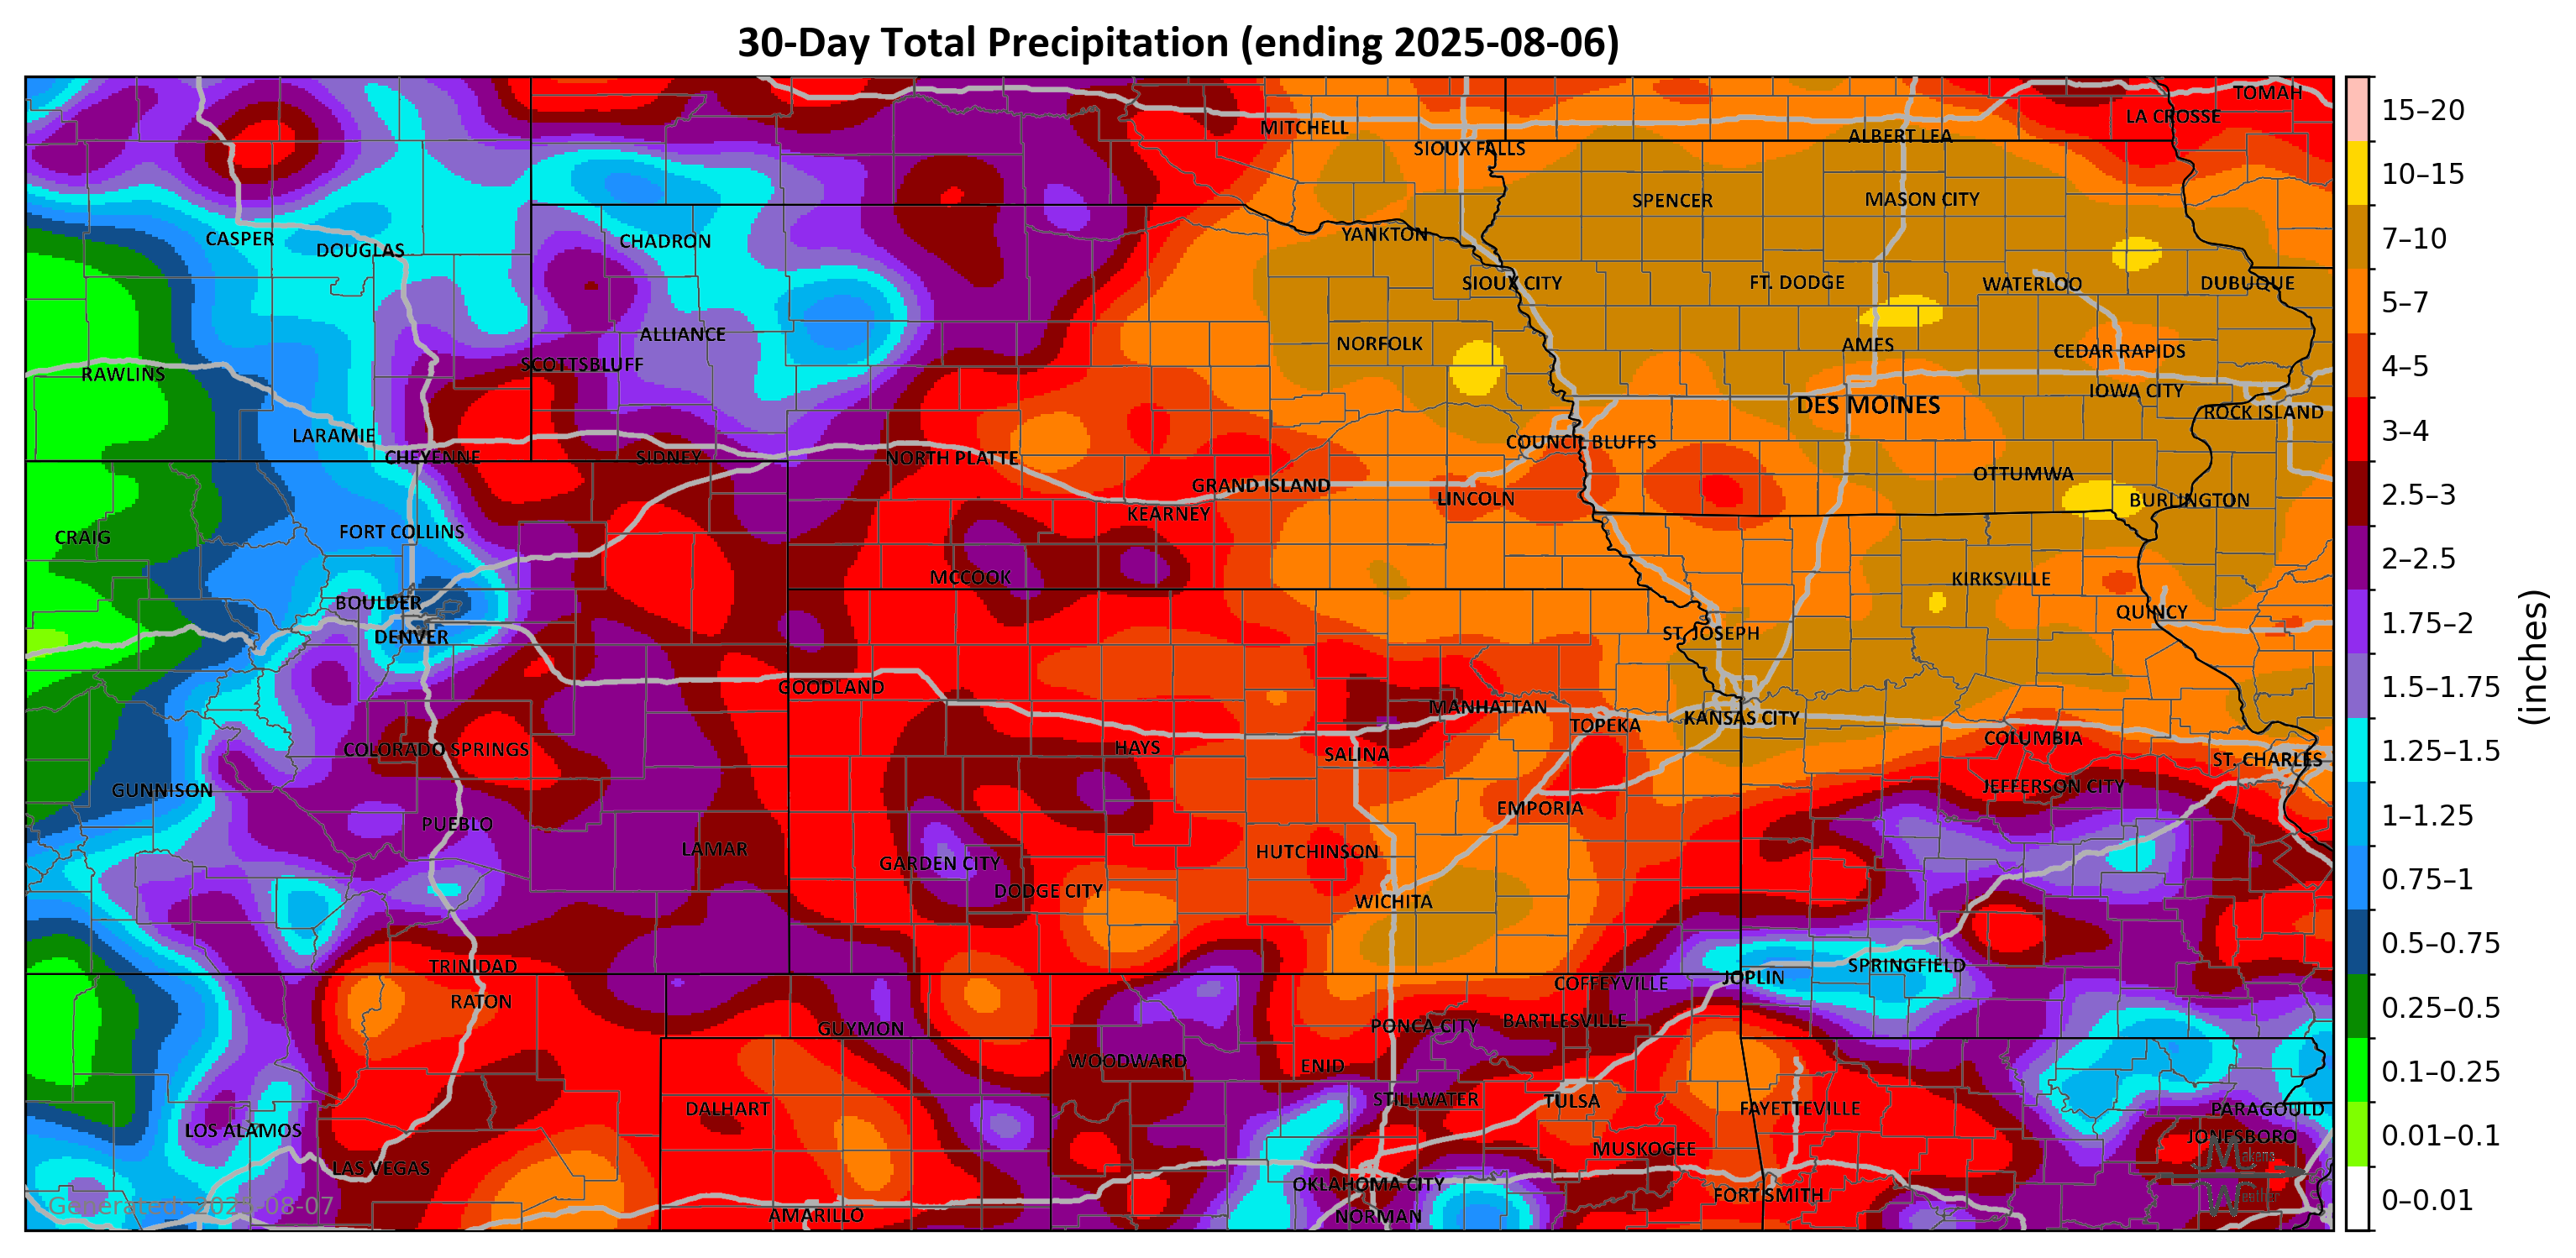 30-Day Total Precipitation (ending 2025-08-06)
TOMAH
LA CROSSE
MITCHELL
ALBERT LEA
SIOUX FALLS
SPENCER
MASON CITY
YANKTON
CASPER
CHADRON
DOUGLAS
SIOUX CITY
FT. DODGE
WATERLOO
DUBUQUE
ALLIANCE
NORFOLK
AMES
CEDAR RAPIDS
SCOTTSBLUFF
RAWLINS
IOWA CITY
DES MOINES
ROCK ISLAND
LARAMIE
COUNCIL BLUFFS
CHEYENNE
SIDNEY
NORTH PLATTE
OTTUMWA
GRAND ISLAND
LINCOLN
BURLINGTON
KEARNEY
FORT COLLINS
CRAIG
MCCOOK
KIRKSVILLE
BOULDER
QUINCY
DENVER
ST. JOSEPH
GOODLAND
MANHATTAN
TOPEKA
KANSAS CITY
COLUMBIA
COLORADO SPRINGS
HAYS
SALINA
ST. CHARLES
GUNNISON
JEFFERSON CITY
EMPORIA
PUEBLO
LAMAR
HUTCHINSON
GARDEN CITY
DODGE CITY
WICHITA
TRINIDAD
SPRINGFIELD
JOPLIN
COFFEYVILLE
RATON
GUYMON
PONCA CITY
BARTLESVILLE
WOODWARD
ENID
STILLWATER
TULSA
DALHART
FAYETTEVILLE
PARAGOULD
LOS ALAMOS
JONESBORO
MUSKOGEE
LAS VEGAS
OKLAHOMA CITY
FORT SMITH
AMARILLO
NORMAN
Generated: 2025-08-07
Makens
Weather
15–20
10–15
7–10
5–7
4–5
3–4
2.5–3
2–2.5
1.75–2
1.5–1.75
1.25–1.5
1–1.25
0.75–1
0.5–0.75
0.25–0.5
0.1–0.25
0.01–0.1
0–0.01
(inches)